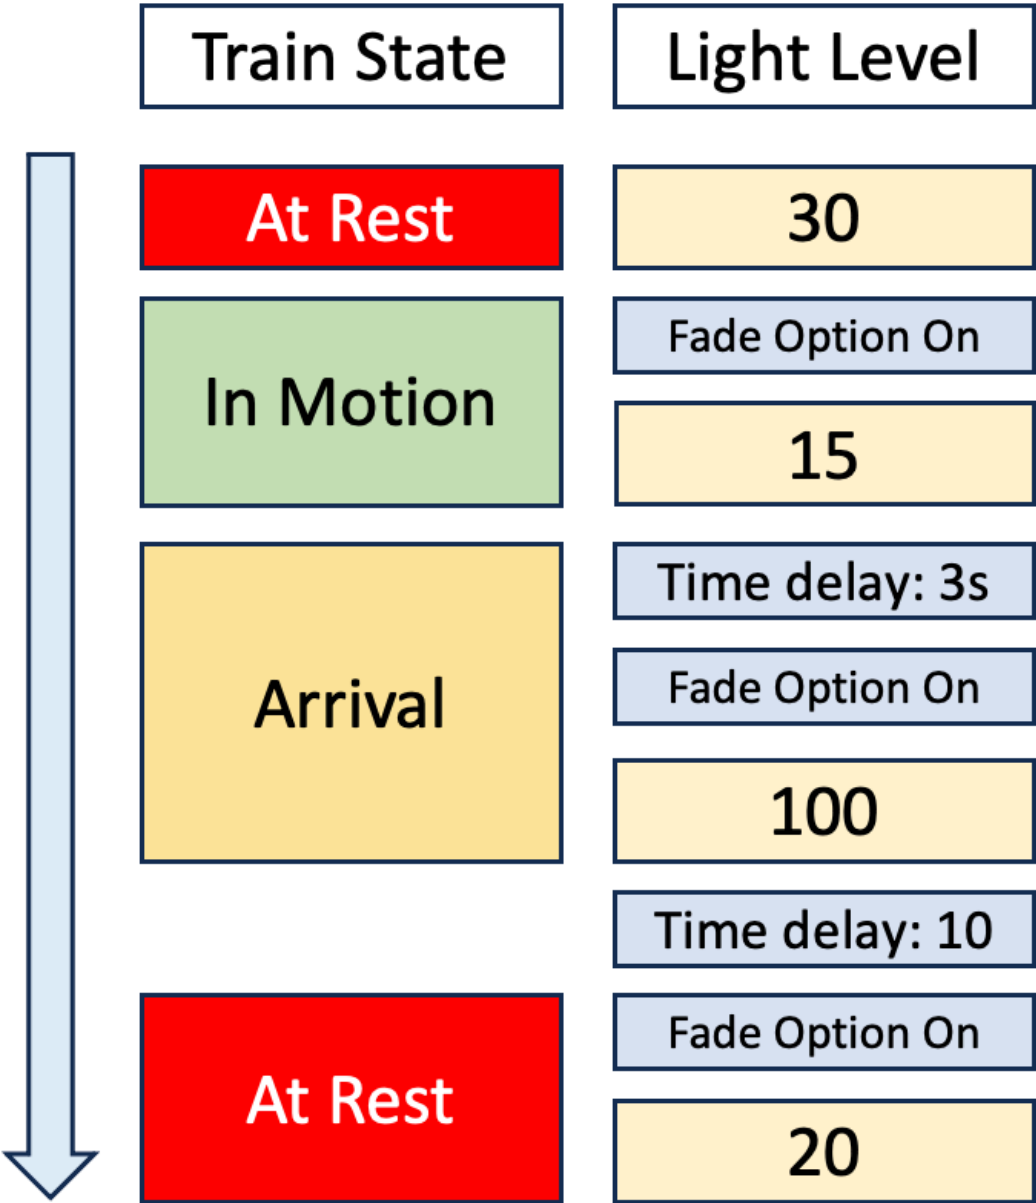 Train State
Light Level
At Rest
30
In Motion
Fade Option On
15
Arrival
Time delay: 3s
Fade Option On
100
Time delay: 10
At Rest
Fade Option On
20